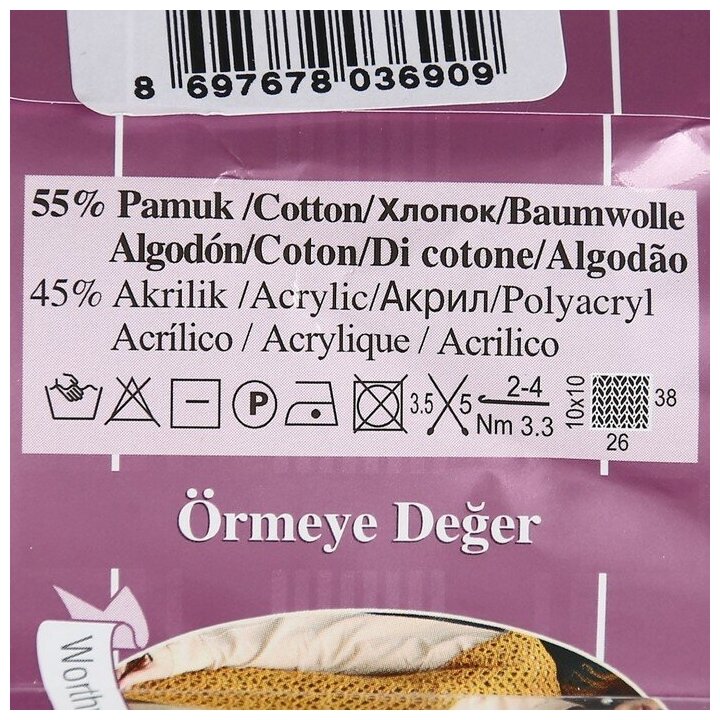 8 697678 036909
55% Pamuk /Cotton/Хлопок/Baumwolle
Algodón/Coton/Di cotone/Algodão
45% Akrilik /Acrylic/Акрил/Polyacryl
Acrílico / Acrylique / Acrilico
P 3.5 5 2-4 Nm 3.3 10x10 38
26
Örmeye Değer
Worth